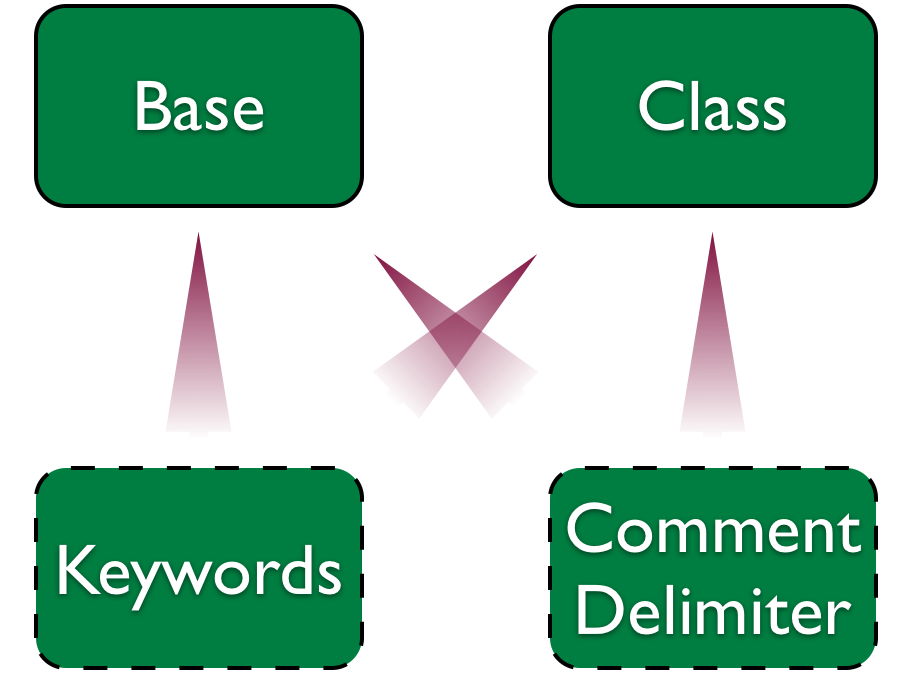 Base
Class
Keywords
Comment
Delimiter